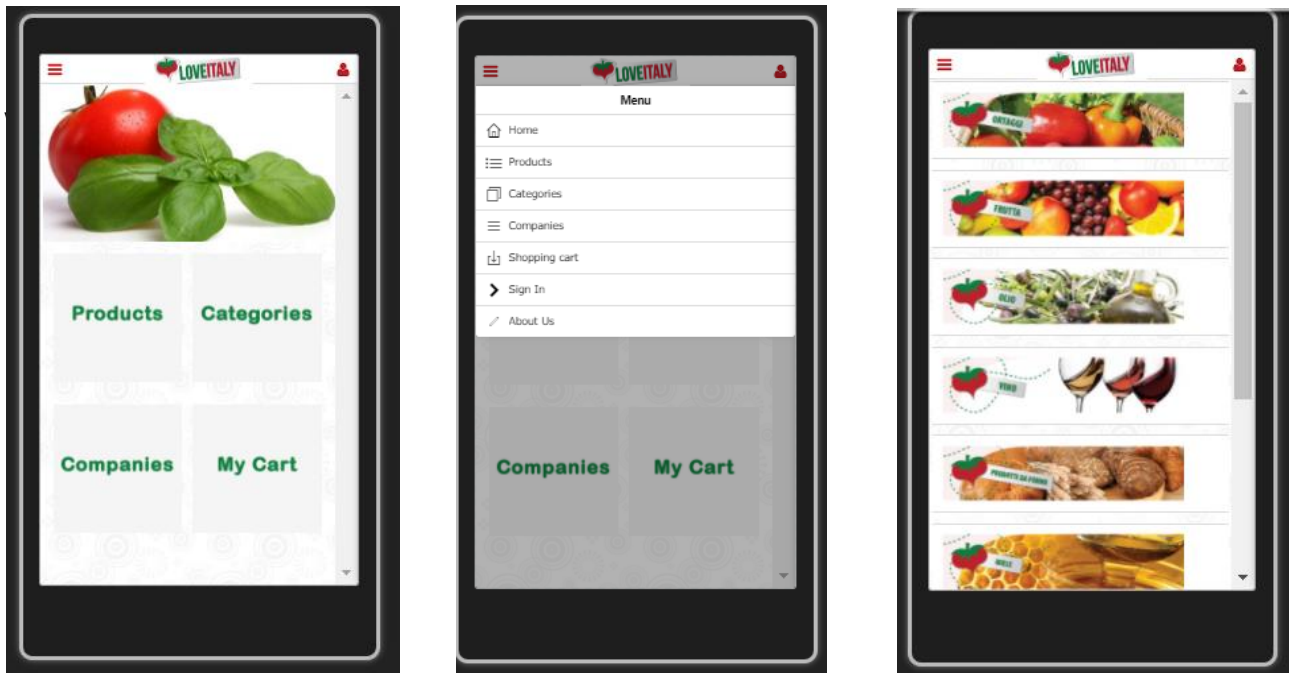 LOVEITALY
Products
Categories
Companies
My Cart
LOVEITALY
Menu
Home
Products
Categories
Companies
Shopping cart
Sign In
About Us
Companies
My Cart
LOVEITALY
ORTAGGI
FRUTTA
OLIO
VINO
PRODOTTI DA FORNO
MIELE